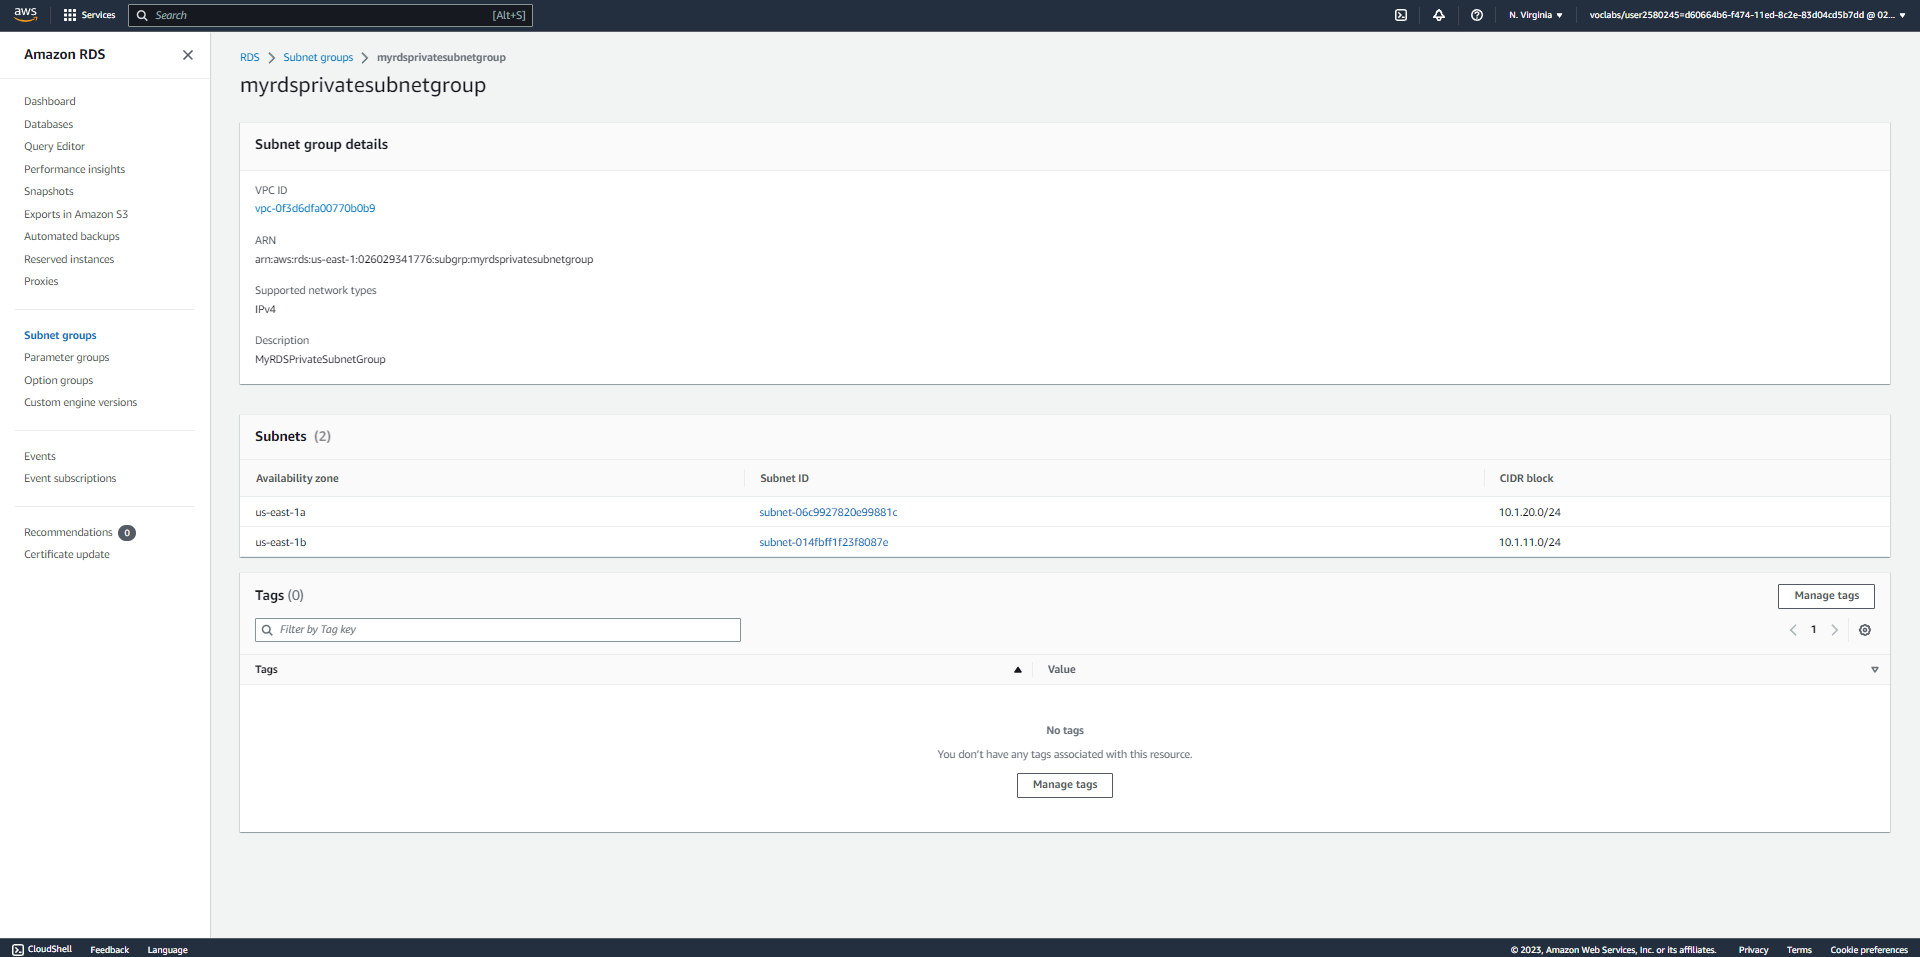 aws
Services
Search
[Alt+S]
N. Virginia
voclabs/user2580245=d60664b6-f474-11ed-8c2e-83d04cd5b7dd @ 02...
Amazon RDS
Dashboard
Databases
Query Editor
Performance insights
Snapshots
Exports in Amazon S3
Automated backups
Reserved instances
Proxies
Subnet groups
Parameter groups
Option groups
Custom engine versions
Events
Event subscriptions
Recommendations 0
Certificate update
RDS > Subnet groups > myrdsprivatesubnetgroup
myrdsprivatesubnetgroup
Subnet group details
VPC ID
vpc-0f3d6dfa00770b0b9
ARN
arn:aws:rds:us-east-1:026029341776:subgrp:myrdsprivatesubnetgroup
Supported network types
IPv4
Description
MyRDSPrivateSubnetGroup
Subnets (2)
Availability zone Subnet ID CIDR block
us-east-1a subnet-06c9927820e99881c 10.1.20.0/24
us-east-1b subnet-014fbff1f23f8087e 10.1.11.0/24
Tags (0)
Manage tags
Filter by Tag key
1
Tags Value
No tags
You don't have any tags associated with this resource.
Manage tags
CloudShell Feedback Language
© 2023, Amazon Web Services, Inc. or its affiliates. Privacy Terms Cookie preferences